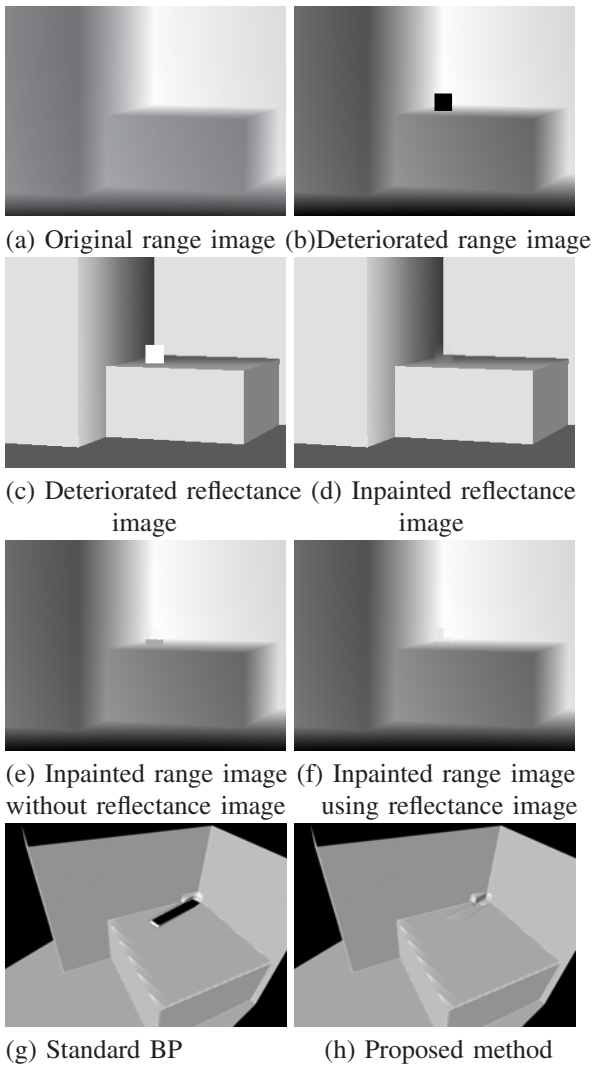 (a) Original range image (b)Deteriorated range image
(c) Deteriorated reflectance image
(d) Inpainted reflectance image
(e) Inpainted range image without reflectance image
(f) Inpainted range image using reflectance image
(g) Standard BP
(h) Proposed method